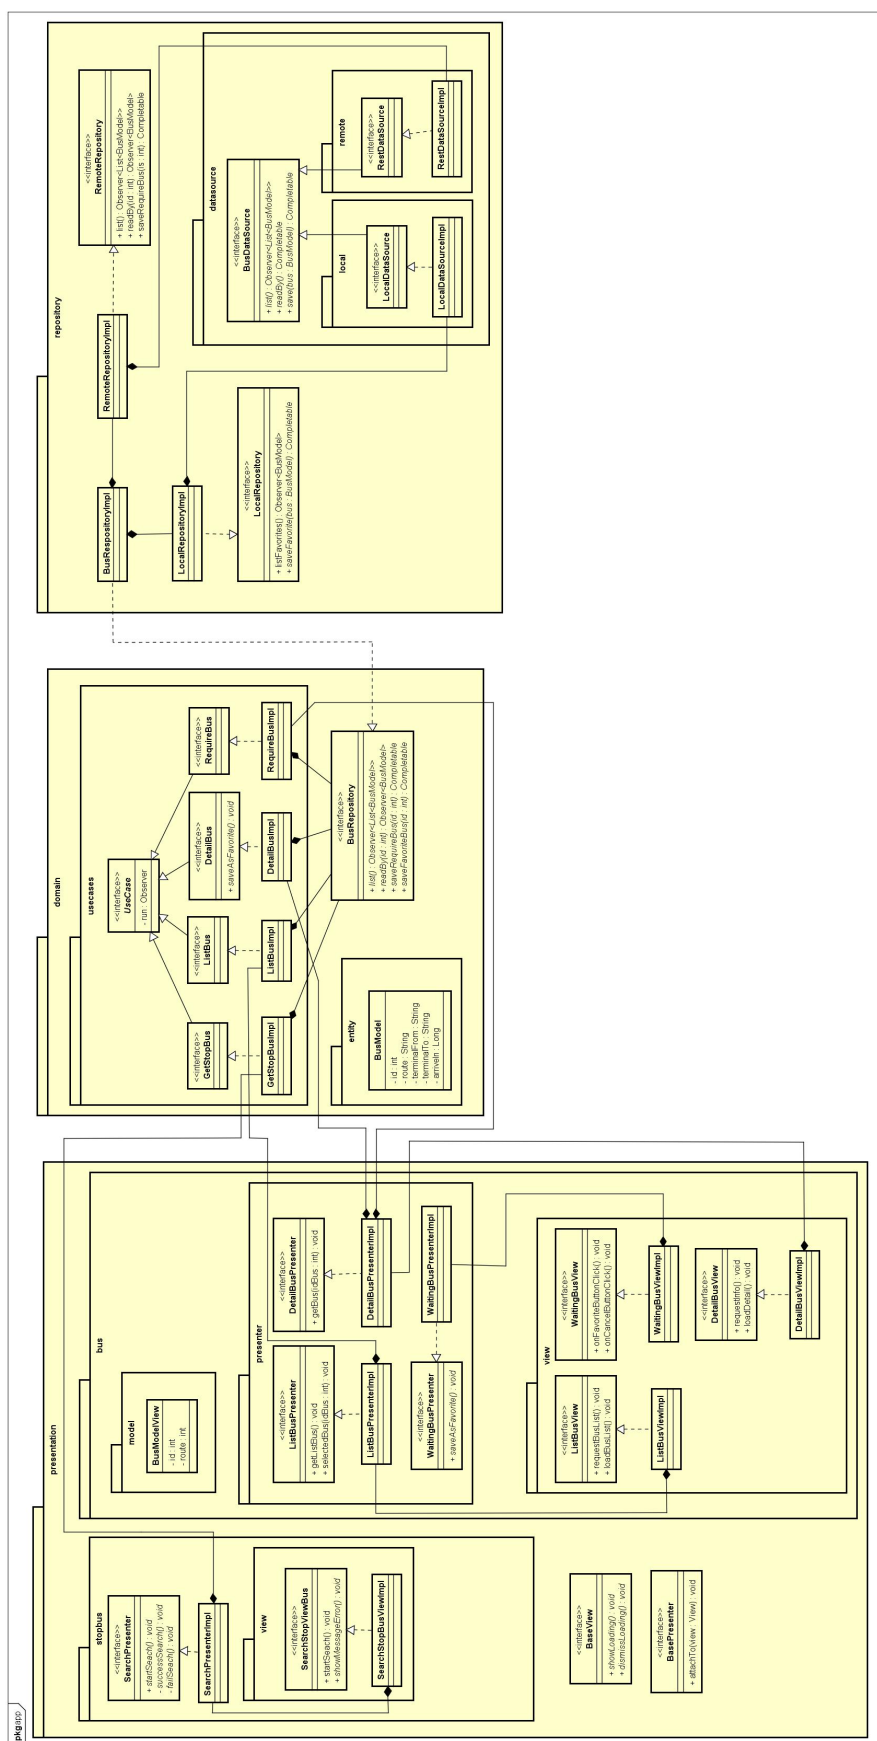 pkg app
presentation
stopbus
<<interface>>
SearchPresenter
+ startSeach() : void
- successSearch() : void
- failSeach() : void
SearchPresenterImpl
view
<<interface>>
SearchStopViewBus
+ startSeach() : void
+ showMessageError() : void
SearchStopBusViewImpl
<<interface>>
BaseView
+ showLoading() : void
+ dismissLoading() : void
<<interface>>
BasePresenter
+ attachTo(view : View) : void
bus
model
BusModelView
- id : int
- route : int
presenter
<<interface>>
ListBusPresenter
+ getListBus() : void
+ selectedBus(idBus : int) : void
ListBusPresenterImpl
<<interface>>
DetailBusPresenter
+ getBus(idBus : int) : void
DetailBusPresenterImpl
<<interface>>
WaitingBusPresenter
+ saveAsFavorite() : void
WaitingBusPresenterImpl
view
<<interface>>
ListBusView
+ requestBusList() : void
+ loadBusList() : void
ListBusViewImpl
<<interface>>
WaitingBusView
+ onFavoriteButtonClick() : void
+ onCancelButtonClick() : void
WaitingBusViewImpl
<<interface>>
DetailBusView
+ requestInfo() : void
+ loadDetail() : void
DetailBusViewImpl
domain
usecases
<<interface>>
UseCase
- run : Observer
<<interface>>
GetStopBus
GetStopBusImpl
<<interface>>
ListBus
ListBusImpl
<<interface>>
DetailBus
+ saveAsFavorite() : void
DetailBusImpl
<<interface>>
RequireBus
RequireBusImpl
entity
BusModel
- id : int
- route : String
- terminalFrom : String
- terminalTo : String
- arriveIn : Long
<<interface>>
BusRepository
+ list() : Observer<List<BusModel>>
+ readBy(id : int) : Observer<BusModel>
+ saveRequireBus(id : int) : Completable
+ saveFavoriteBus(id : int) : Completable
repository
BusRespositoryImpl
RemoteRepositoryImpl
<<interface>>
RemoteRepository
+ list() : Observer<List<BusModel>>
+ readBy(id : int) : Observer<BusModel>
+ saveRequireBus(is : int) : Completable
LocalRepositoryImpl
<<interface>>
LocalRepository
+ listFavorites() : Observer<BusModel>
+ saveFavorite(bus : BusModel) : Completable
datasource
<<interface>>
BusDataSource
+ list() : Observer<List<BusModel>>
+ readBy() : Completable
+ save(bus : BusModel) : Completable
local
<<interface>>
LocalDataSource
LocalDataSourceImpl
remote
<<interface>>
RestDataSource
RestDataSourceImpl